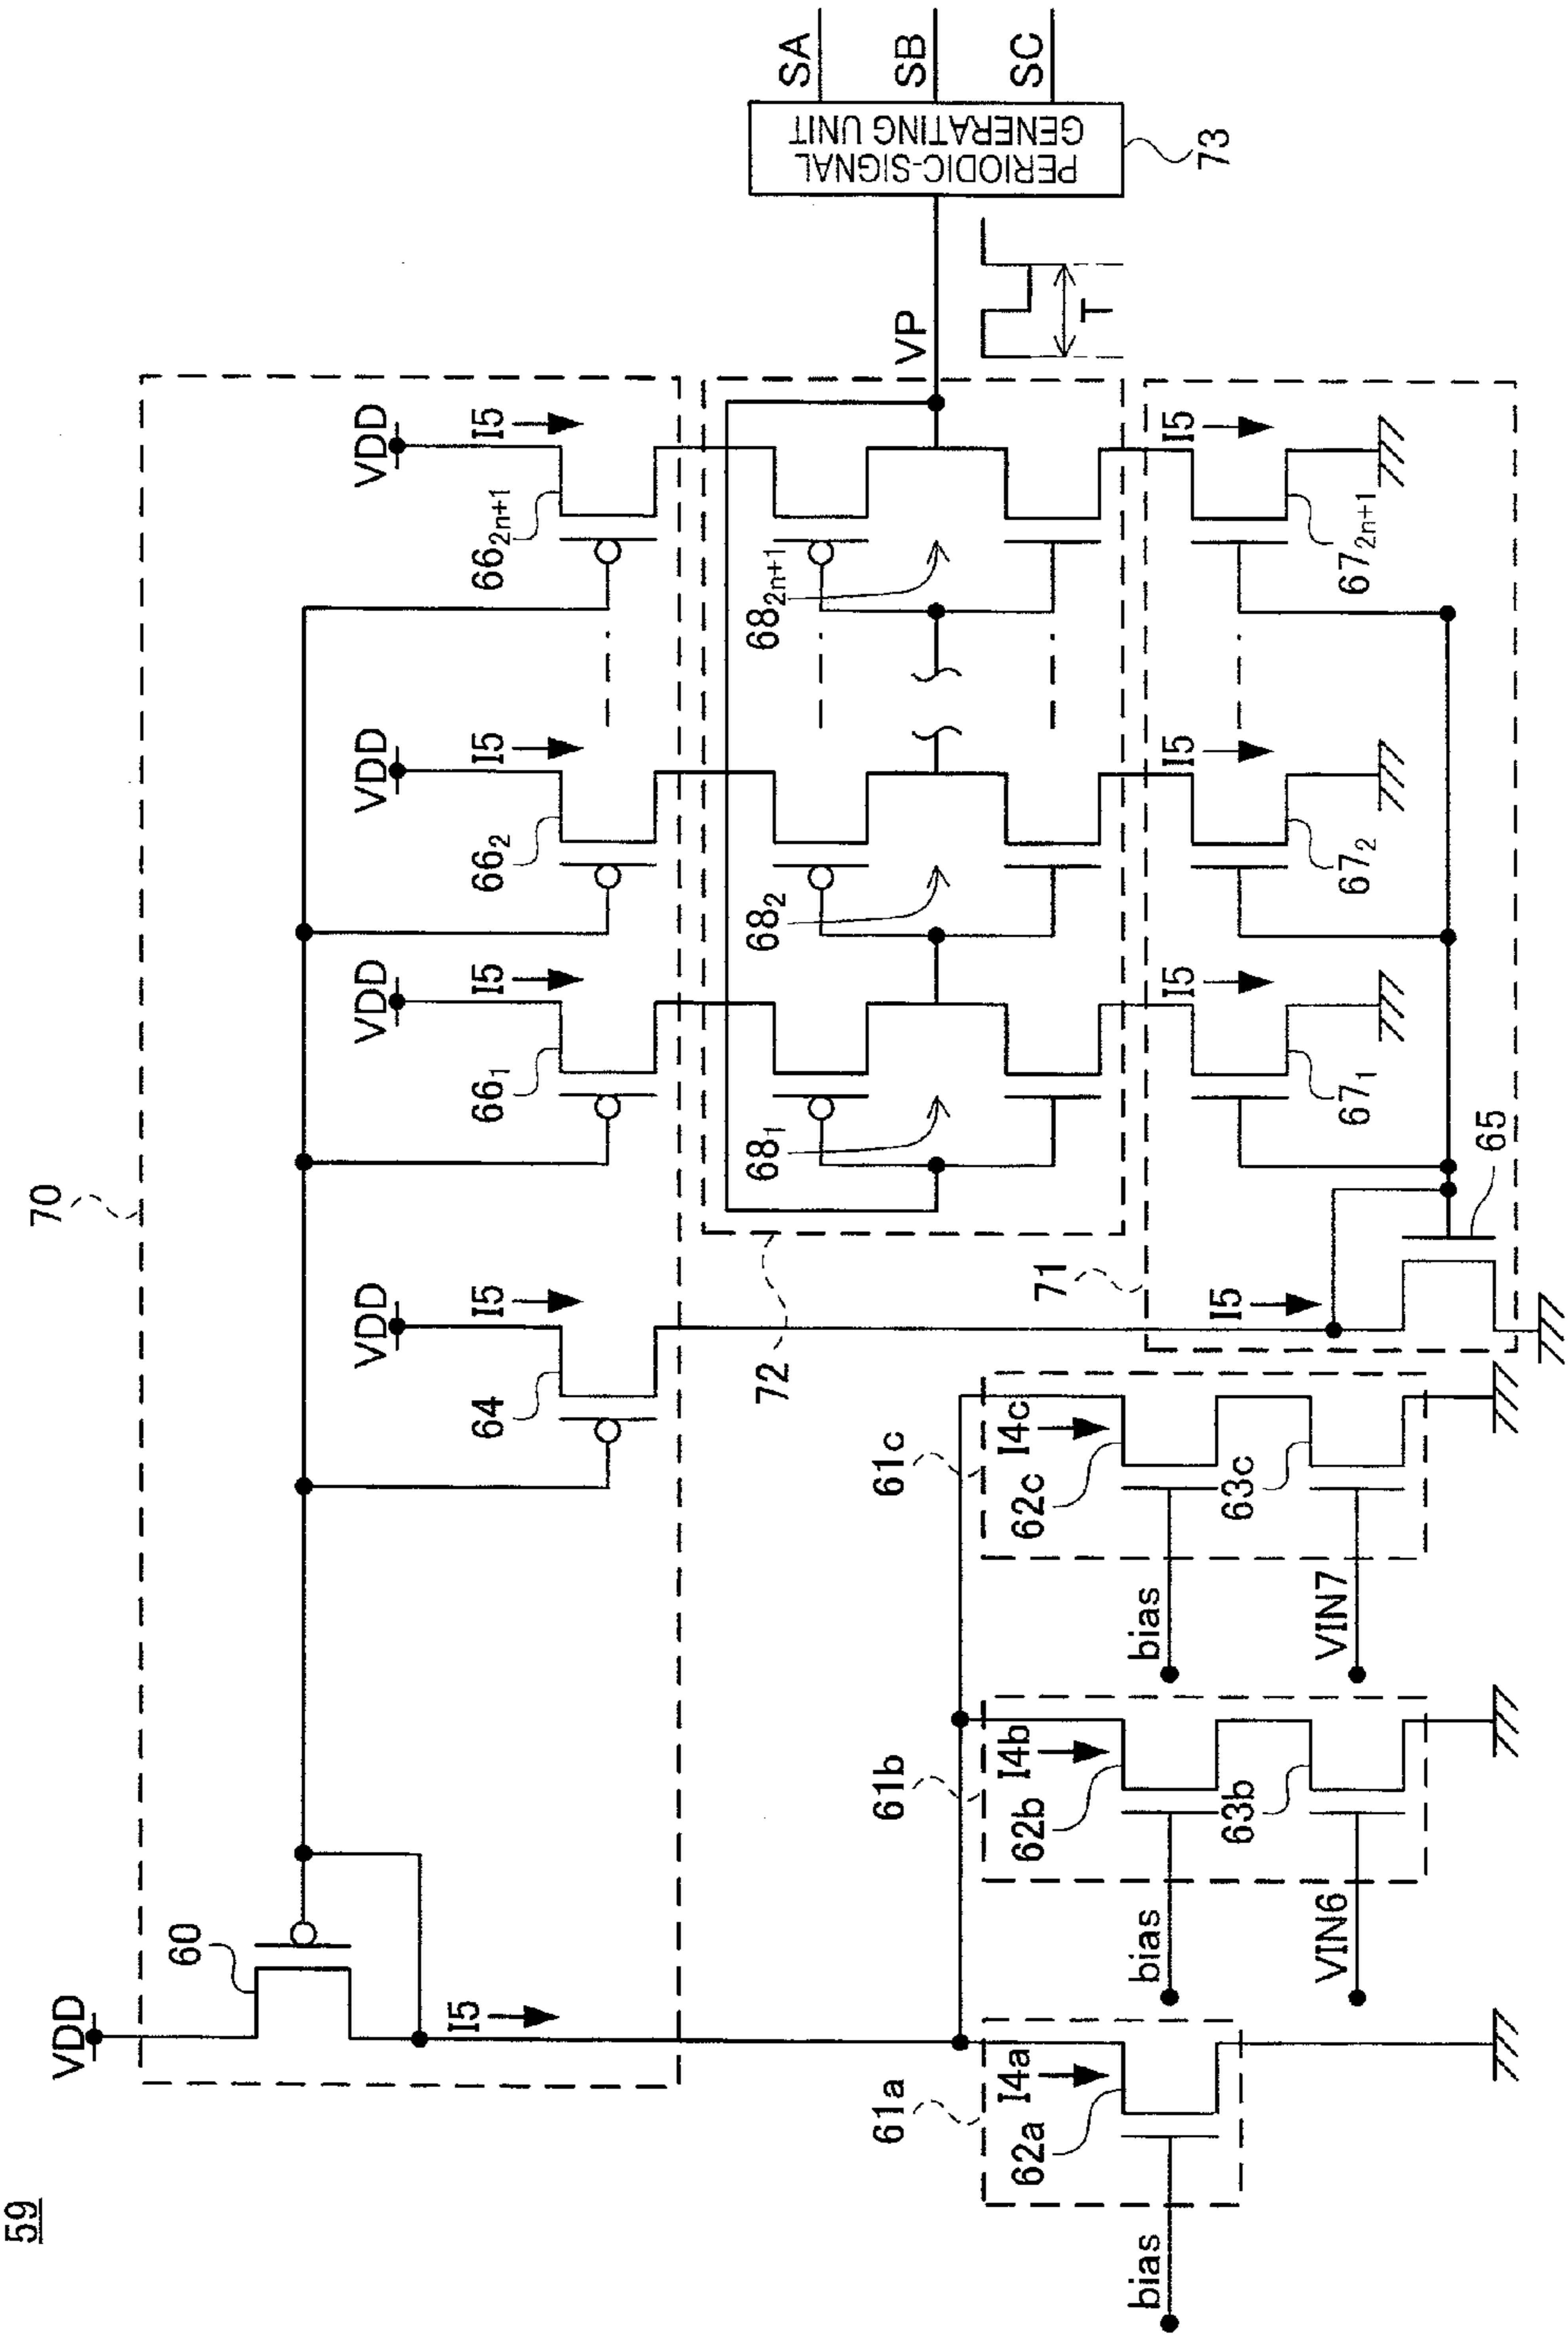 59
VDD
60
I5
70
VDD
I5
64
VDD
I5
66₁
VDD
I5
66₂
VDD
I5
66₂ₙ₊₁
72
68₁
68₂
68₂ₙ₊₁
VP
T
PERIODIC-SIGNAL
GENERATING UNIT
73
SA
SB
SC
71
I5
65
I5
67₁
I5
67₂
I5
67₂ₙ₊₁
61a
I4a
62a
bias
61b
I4b
62b
63b
bias
VIN6
61c
I4c
62c
63c
bias
VIN7